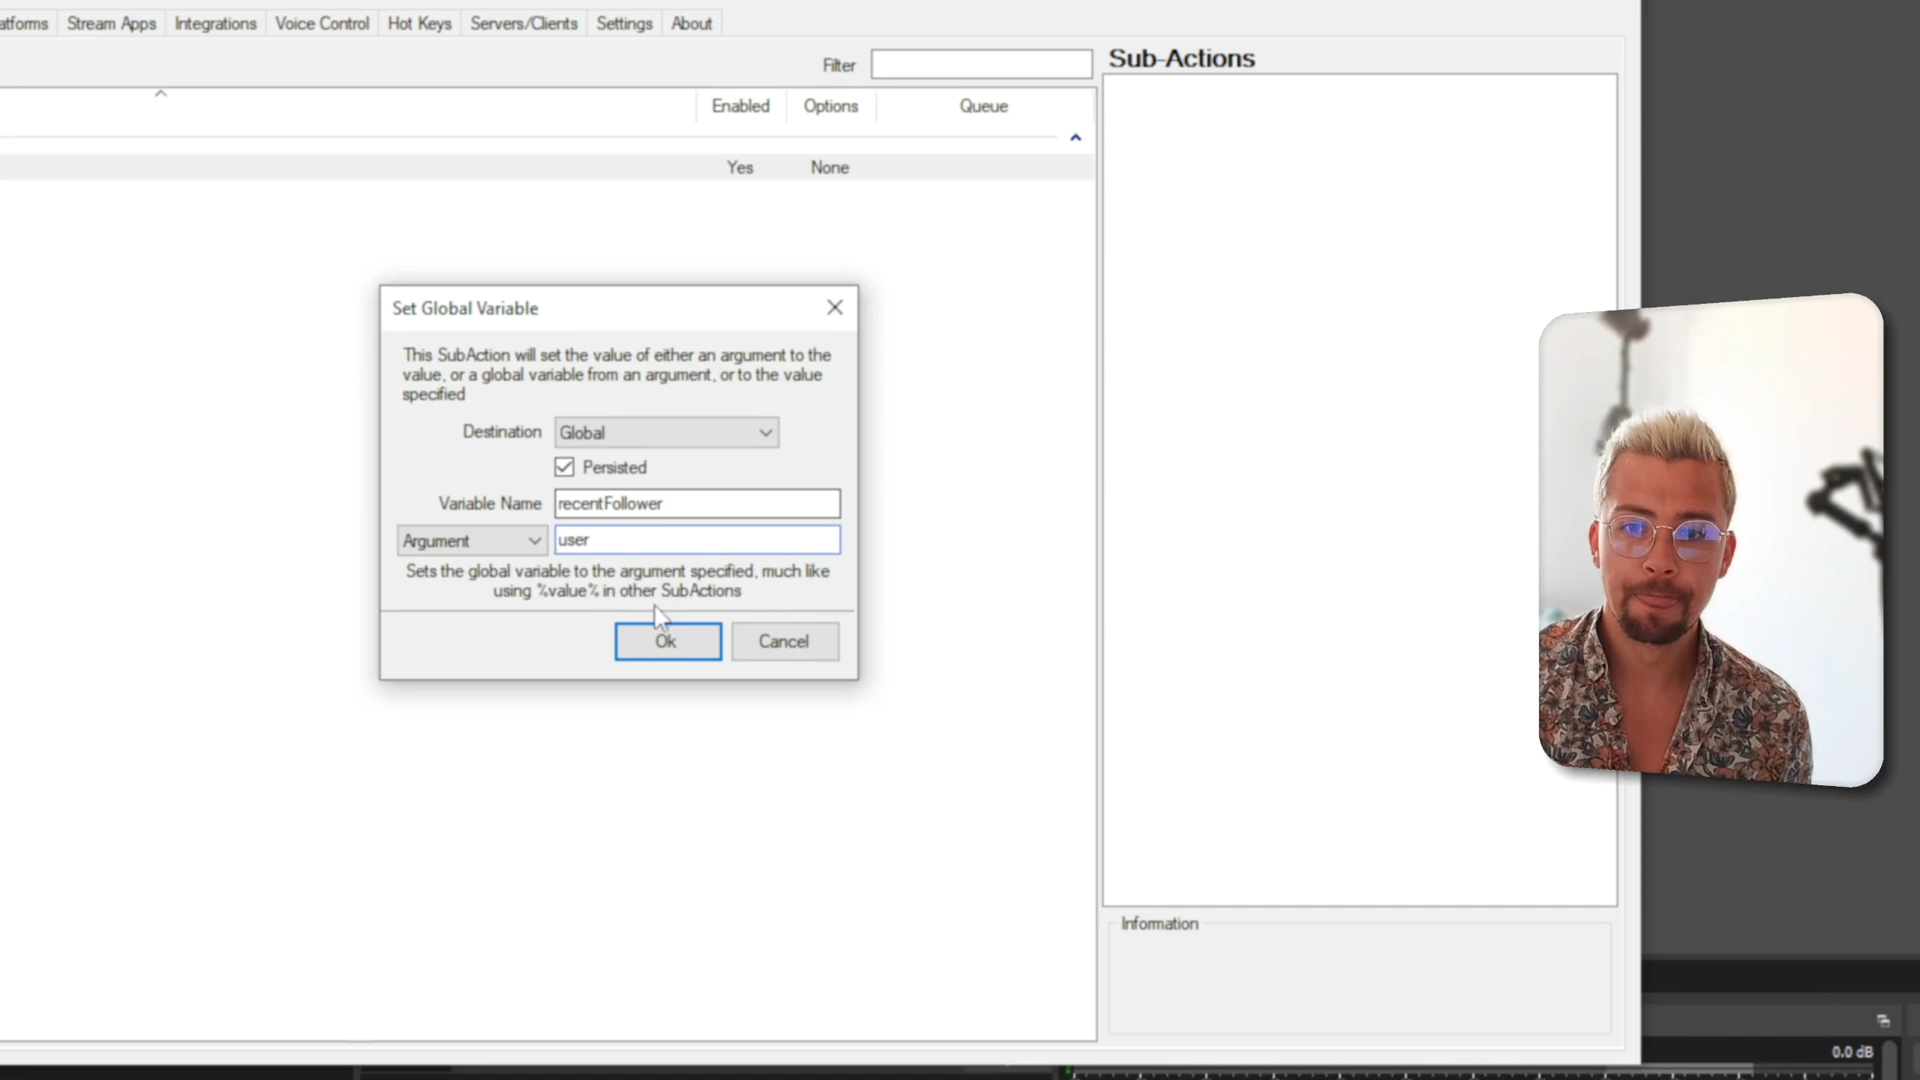 atforms Stream Apps Integrations Voice Control Hot Keys Servers/Clients Settings About
Filter
Sub-Actions
Enabled Options Queue
Yes None
Set Global Variable
This SubAction will set the value of either an argument to the
value, or a global variable from an argument, or to the value
specified
Destination Global
Persisted
Variable Name recentFollower
Argument user
Sets the global variable to the argument specified, much like
using %value% in other SubActions
Ok Cancel
Information
0.0 dB